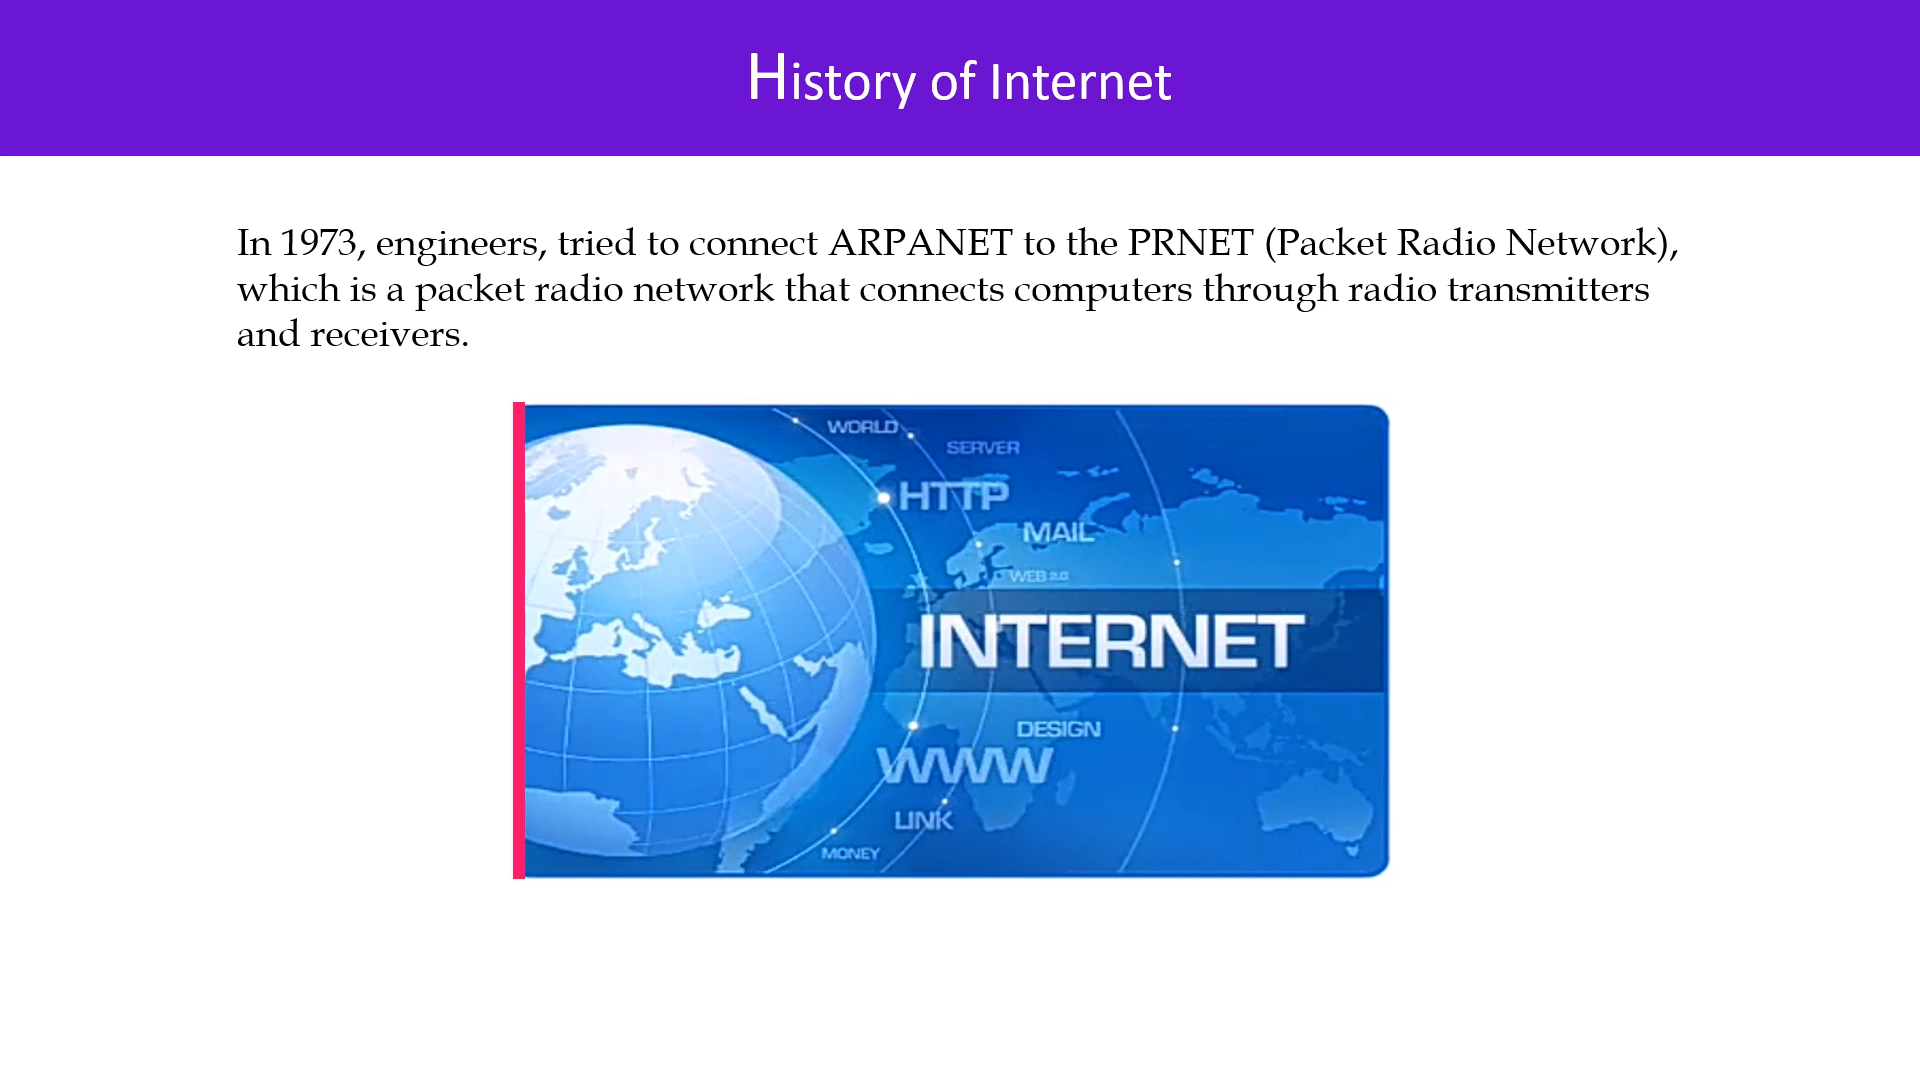 History of Internet
In 1973, engineers, tried to connect ARPANET to the PRNET (Packet Radio Network),
which is a packet radio network that connects computers through radio transmitters
and receivers.
WORLD
SERVER
HTTP
MAIL
WEB 2.0
INTERNET
DESIGN
WWW
LINK
MONEY